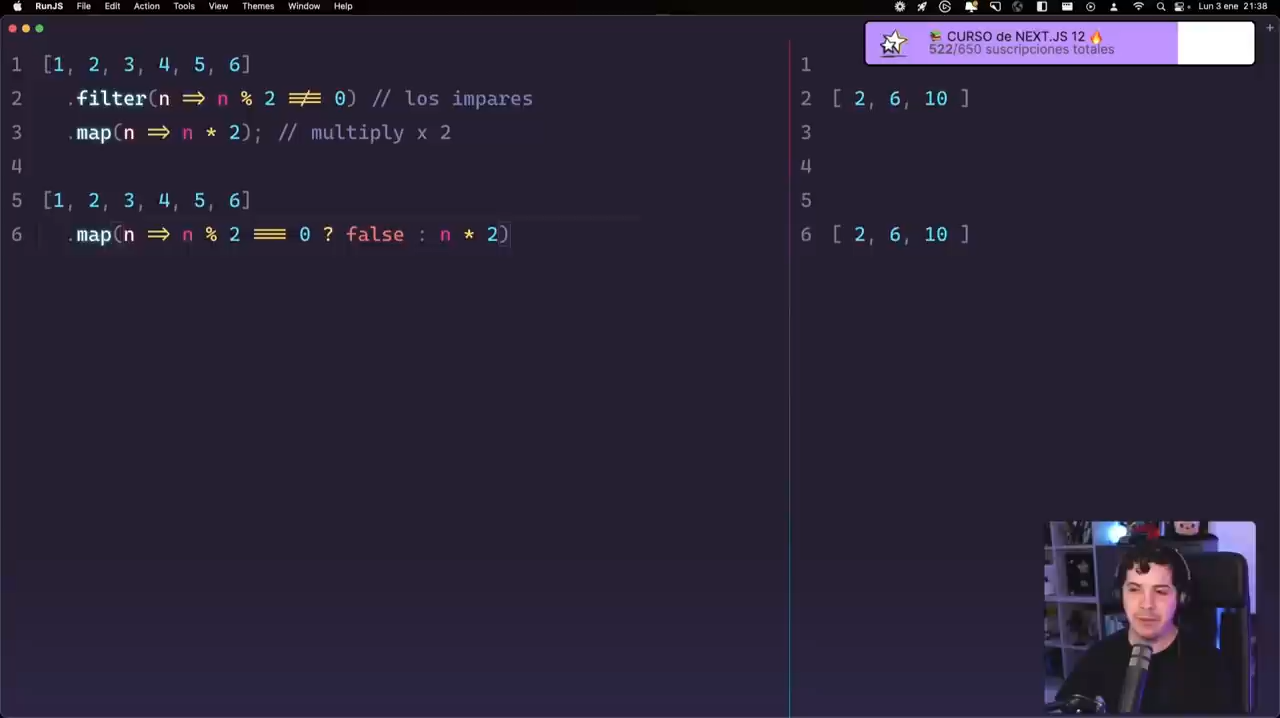 RunJS File Edit Action Tools View Themes Window Help Lun 3 ene 21:38
CURSO de NEXT.JS 12
522/650 suscripciones totales
1 [1, 2, 3, 4, 5, 6]
2 .filter(n => n % 2 !== 0) // los impares
3 .map(n => n * 2); // multiply x 2
4
5 [1, 2, 3, 4, 5, 6]
6 .map(n => n % 2 === 0 ? false : n * 2)
1
2 [ 2, 6, 10 ]
3
4
5
6 [ 2, 6, 10 ]